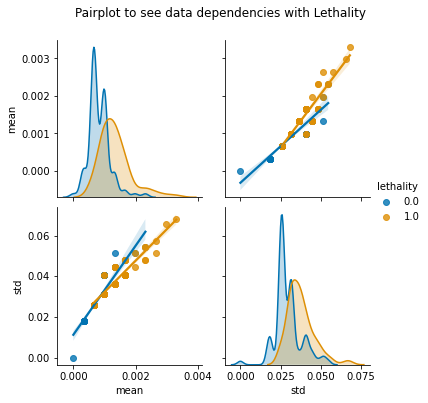 Pairplot to see data dependencies with Lethality
0.003
0.002
0.001
0.000
mean
lethality
0.0
1.0
0.06
0.04
0.02
0.00
std
0.000 0.002 0.004
mean
0.000 0.025 0.050 0.075
std